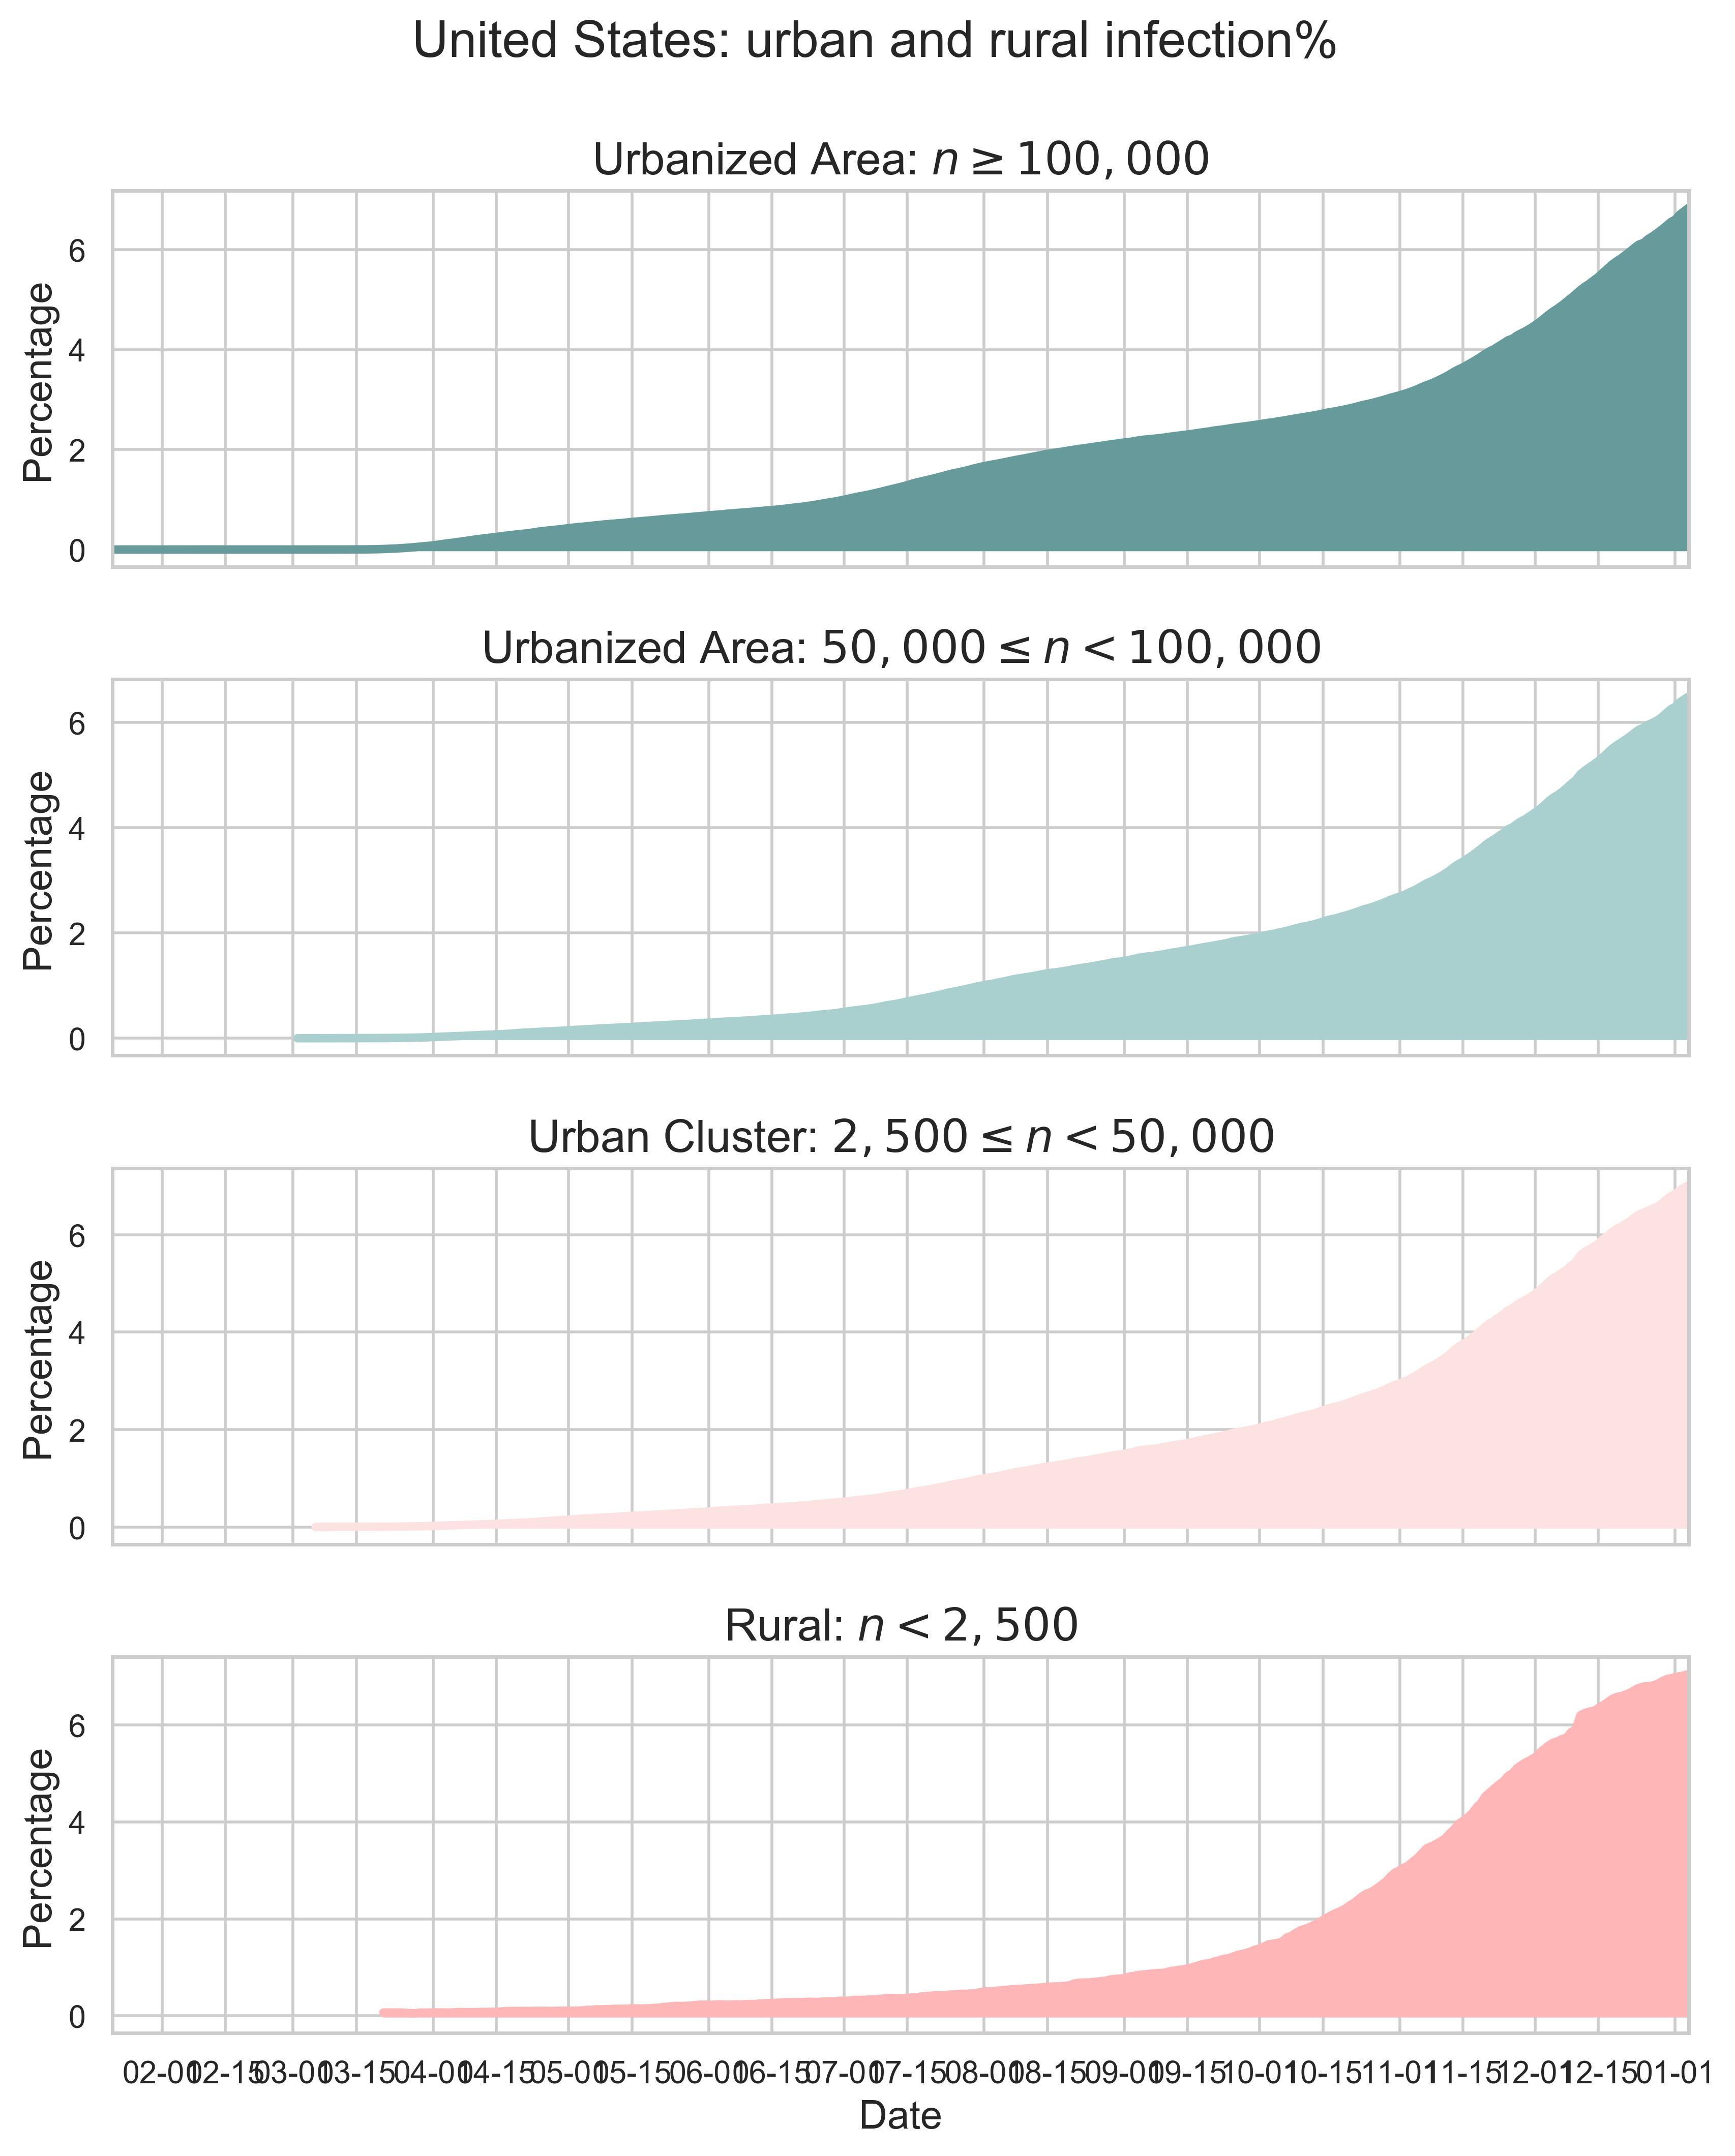 United States: urban and rural infection%
Urbanized Area: n ≥ 100, 000
6
4
2
0
Percentage
Urbanized Area: 50, 000 ≤ n < 100, 000
6
4
2
0
Percentage
Urban Cluster: 2, 500 ≤ n < 50, 000
6
4
2
0
Percentage
Rural: n < 2, 500
6
4
2
0
Percentage
02-01 02-15 03-01 03-15 04-01 04-15 05-01 05-15 06-01 06-15 07-01 07-15 08-01 08-15 09-01 09-15 10-01 10-15 11-01 11-15 12-01 12-15 01-01
Date